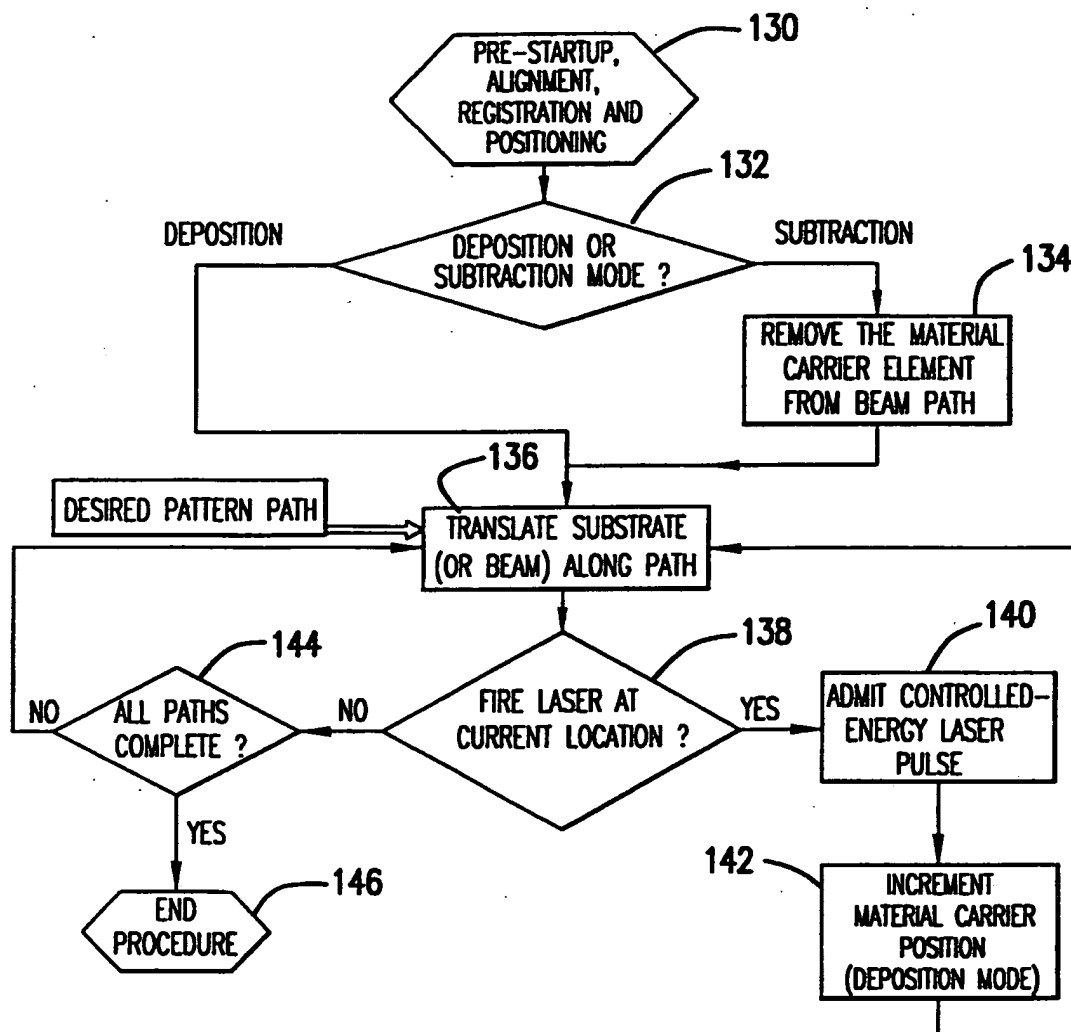 130
PRE-STARTUP,
ALIGNMENT,
REGISTRATION AND
POSITIONING
132
DEPOSITION
DEPOSITION OR
SUBTRACTION MODE ?
SUBTRACTION
134
REMOVE THE MATERIAL
CARRIER ELEMENT
FROM BEAM PATH
136
DESIRED PATTERN PATH
TRANSLATE SUBSTRATE
(OR BEAM) ALONG PATH
138
FIRE LASER AT
CURRENT LOCATION ?
YES
140
ADMIT CONTROLLED-
ENERGY LASER
PULSE
142
INCREMENT
MATERIAL CARRIER
POSITION
(DEPOSITION MODE)
NO
144
ALL PATHS
COMPLETE ?
NO
YES
146
END
PROCEDURE